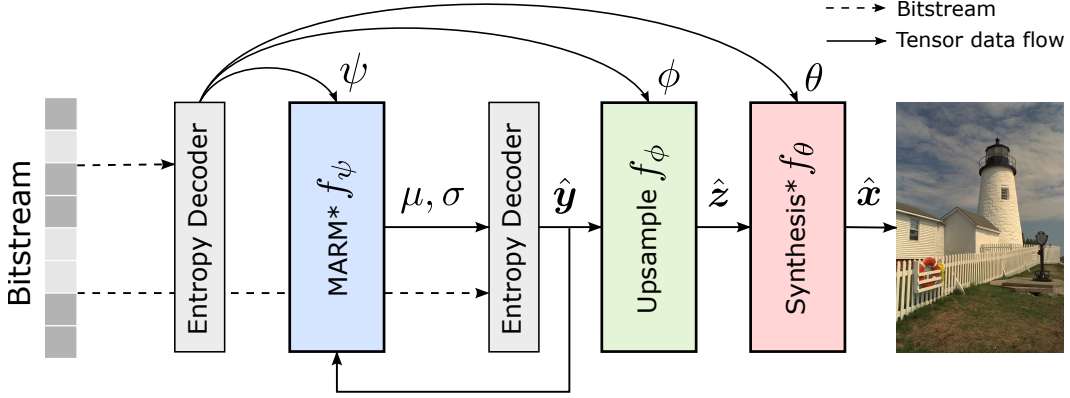 Bitstream
Tensor data flow
ψ
ϕ
θ
Bitstream
Entropy Decoder
MARM* f_ψ
μ, σ
Entropy Decoder
ŷ
Upsample f_ϕ
ẑ
Synthesis* f_θ
x̂